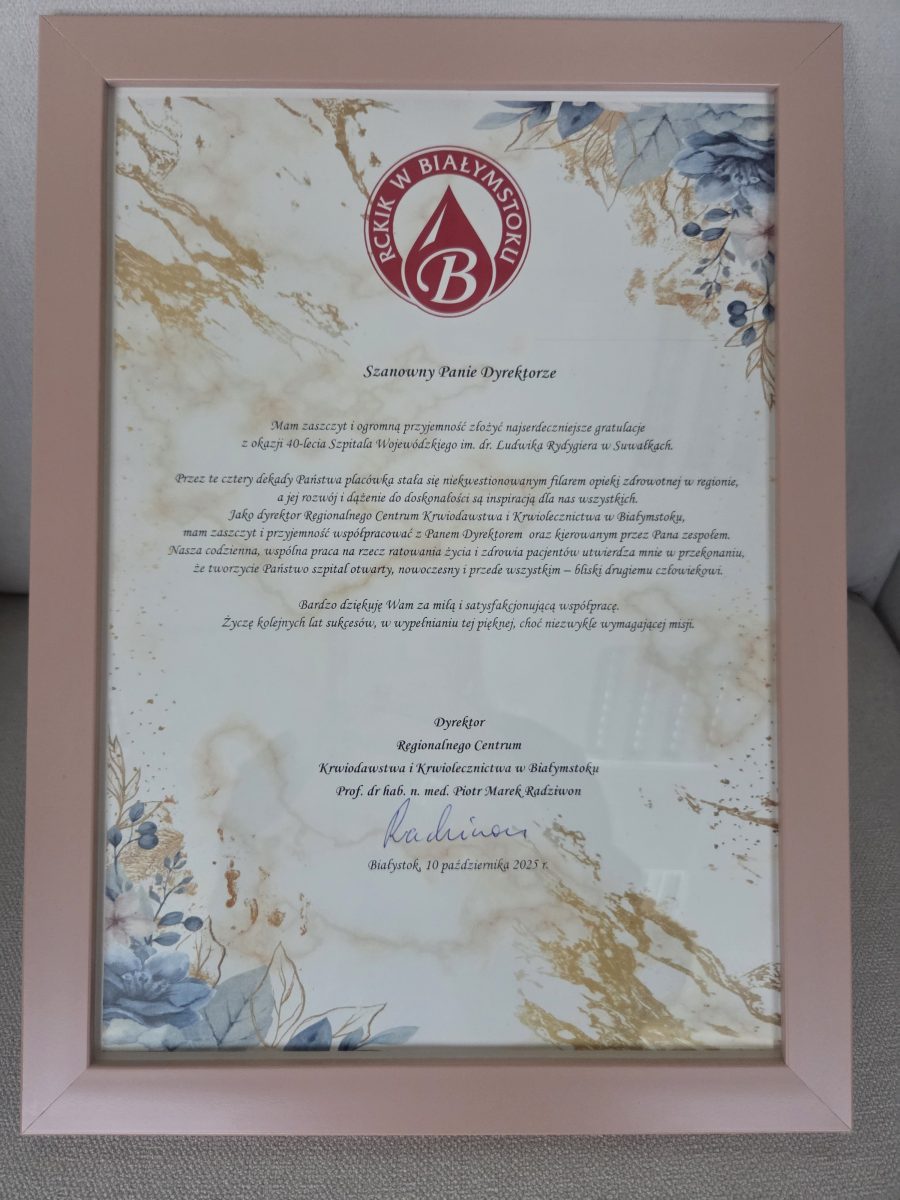 RCKIK W BIAŁYMSTOKU
B
Szanowny Panie Dyrektorze
Mam zaszczyt i ogromną przyjemność złożyć najserdeczniejsze gratulacje
z okazji 40-lecia Szpitala Wojewódzkiego im. dr. Ludwika Rydygiera w Suwałkach.
Przez te cztery dekady Państwa placówka stała się niekwestionowanym filarem opieki zdrowotnej w regionie,
a jej rozwój i dążenie do doskonałości są inspiracją dla nas wszystkich.
Jako dyrektor Regionalnego Centrum Krwiodawstwa i Krwiolecznictwa w Białymstoku,
mam zaszczyt i przyjemność współpracować z Panem Dyrektorem oraz kierowanym przez Pana zespołem.
Nasza codzienna, wspólna praca na rzecz ratowania życia i zdrowia pacjentów utwierdza mnie w przekonaniu,
że tworzycie Państwo szpital otwarty, nowoczesny i przede wszystkim – bliski drugiemu człowiekowi.
Bardzo dziękuję Wam za miłą i satysfakcjonującą współpracę.
Życzę kolejnych lat sukcesów, w wypełnianiu tej pięknej, choć niezwykle wymagającej misji.
Dyrektor
Regionalnego Centrum
Krwiodawstwa i Krwiolecznictwa w Białymstoku
Prof. dr hab. n. med. Piotr Marek Radziwon
Radziwon
Białystok, 10 października 2025 r.